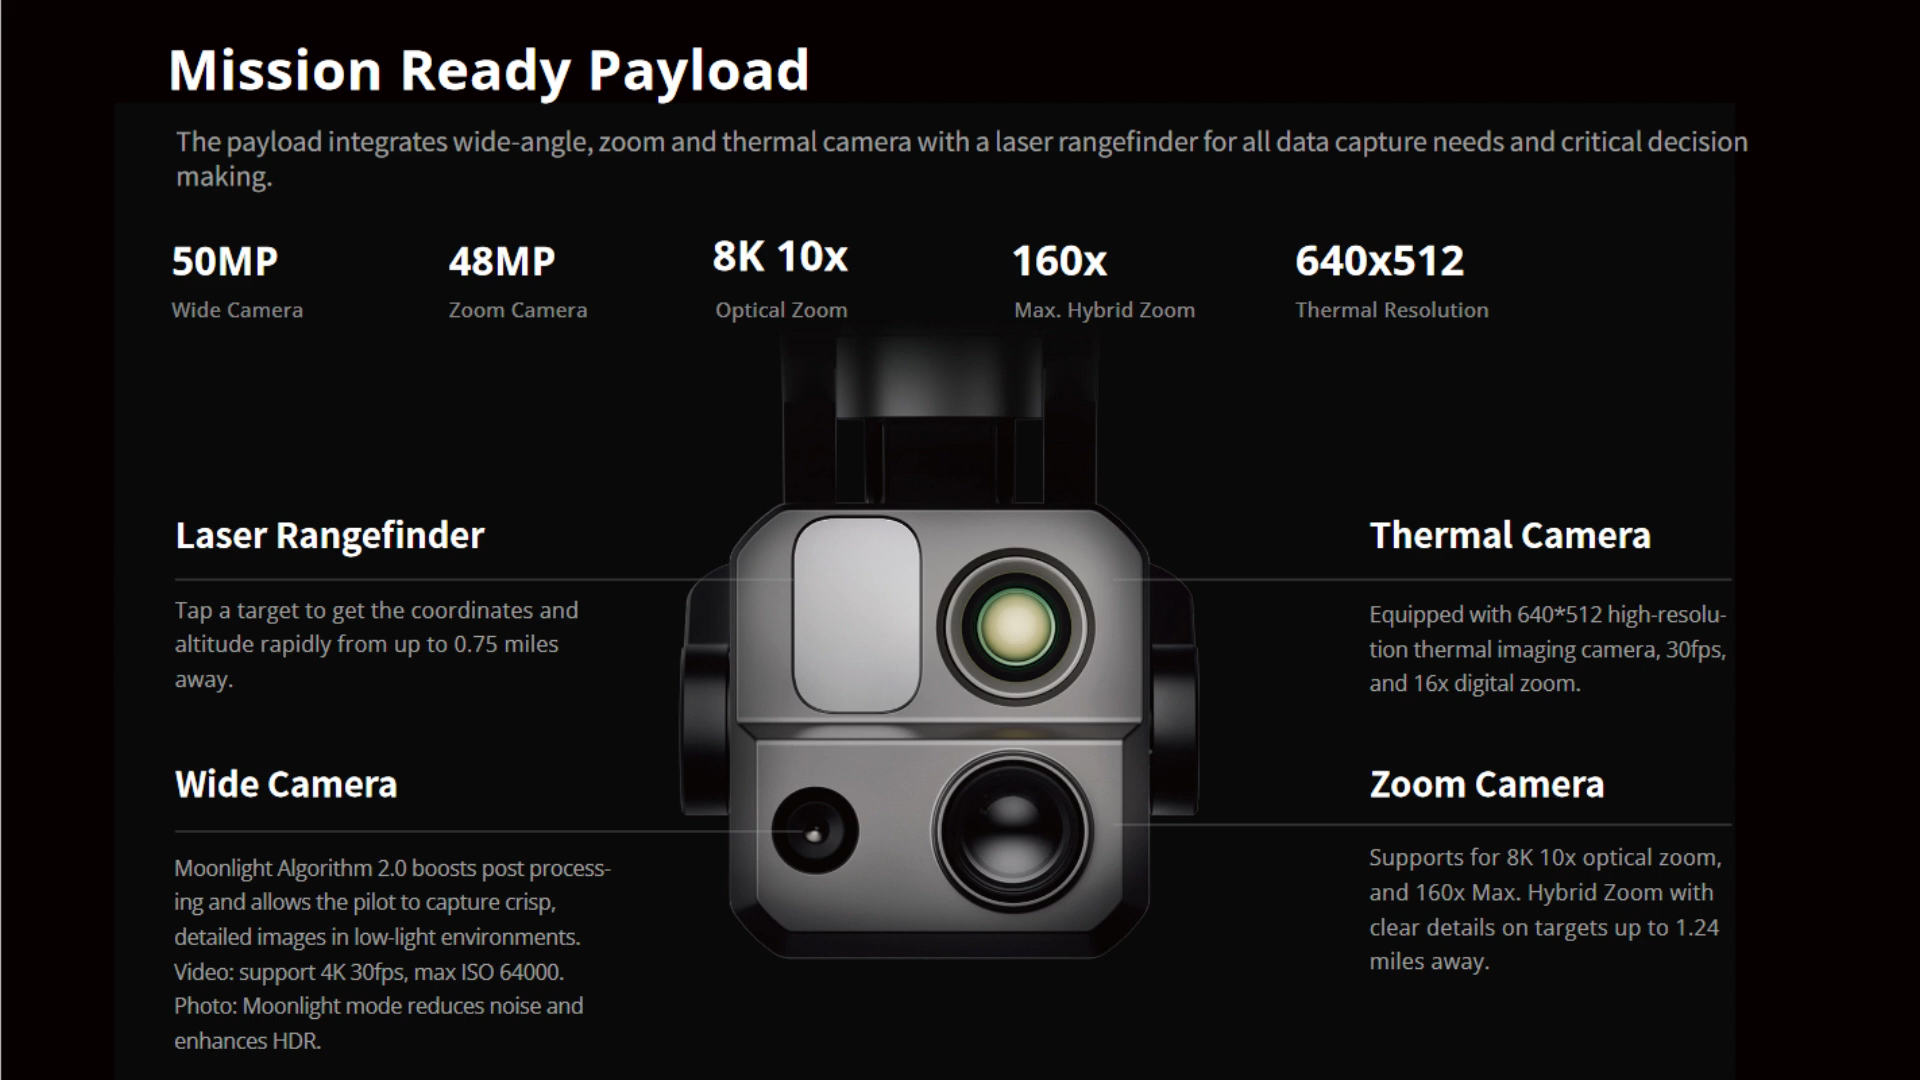 Mission Ready Payload
The payload integrates wide-angle, zoom and thermal camera with a laser rangefinder for all data capture needs and critical decision
making.
50MP
Wide Camera
48MP
Zoom Camera
8K 10x
Optical Zoom
160x
Max. Hybrid Zoom
640x512
Thermal Resolution
Laser Rangefinder
Tap a target to get the coordinates and
altitude rapidly from up to 0.75 miles
away.
Thermal Camera
Equipped with 640*512 high-resolu-
tion thermal imaging camera, 30fps,
and 16x digital zoom.
Wide Camera
Moonlight Algorithm 2.0 boosts post process-
ing and allows the pilot to capture crisp,
detailed images in low-light environments.
Video: support 4K 30fps, max ISO 64000.
Photo: Moonlight mode reduces noise and
enhances HDR.
Zoom Camera
Supports for 8K 10x optical zoom,
and 160x Max. Hybrid Zoom with
clear details on targets up to 1.24
miles away.